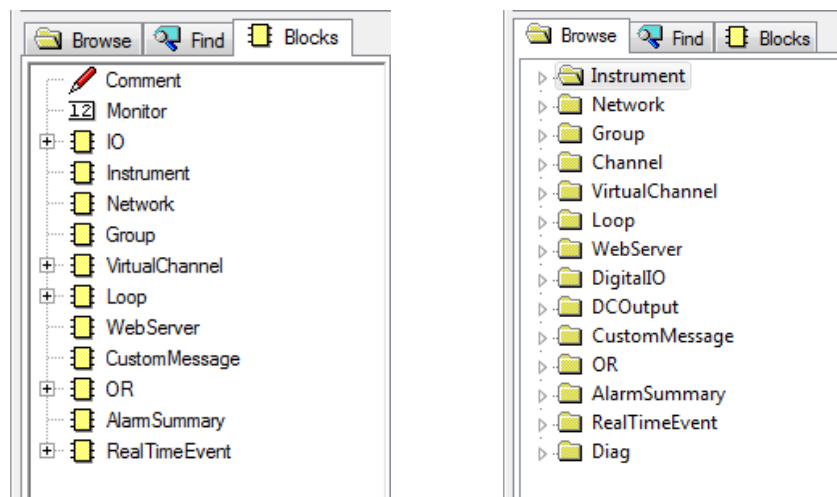 Browse Find Blocks
Comment
12 Monitor
IO
Instrument
Network
Group
VirtualChannel
Loop
WebServer
CustomMessage
OR
AlarmSummary
RealTimeEvent
Browse Find Blocks
Instrument
Network
Group
Channel
VirtualChannel
Loop
WebServer
DigitalIO
DCOutput
CustomMessage
OR
AlarmSummary
RealTimeEvent
Diag